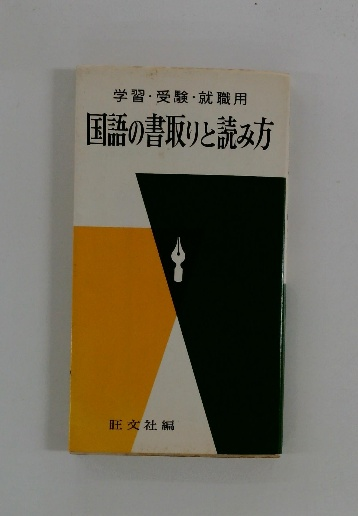 学習・受験・就職用
国語の書取りと読み方
旺文社編